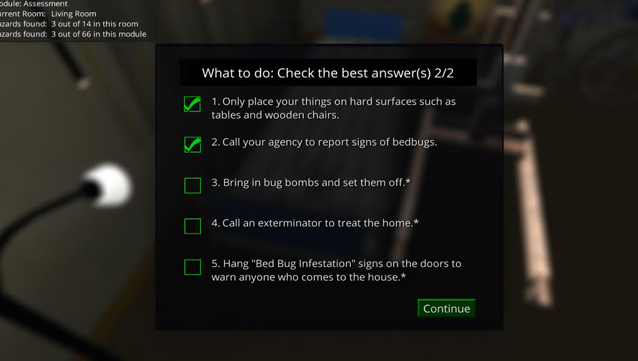 odule: Assessment
urrent Room: Living Room
azards found: 3 out of 14 in this room
azards found: 3 out of 66 in this module
What to do: Check the best answer(s) 2/2
1. Only place your things on hard surfaces such as
tables and wooden chairs.
2. Call your agency to report signs of bedbugs.
3. Bring in bug bombs and set them off.*
4. Call an exterminator to treat the home.*
5. Hang "Bed Bug Infestation" signs on the doors to
warn anyone who comes to the house.*
Continue